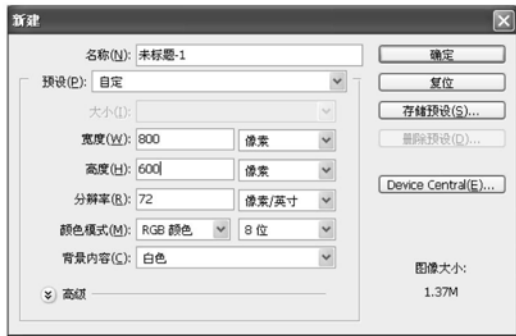 新建
名称(N): 未标题-1
确定
预设(P): 自定
复位
大小(I):
存储预设(S)...
宽度(W): 800 像素
删除预设(D)...
高度(H): 600 像素
Device Central(E)...
分辨率(R): 72 像素/英寸
颜色模式(M): RGB 颜色 8 位
背景内容(C): 白色
图像大小:
高级
1.37M